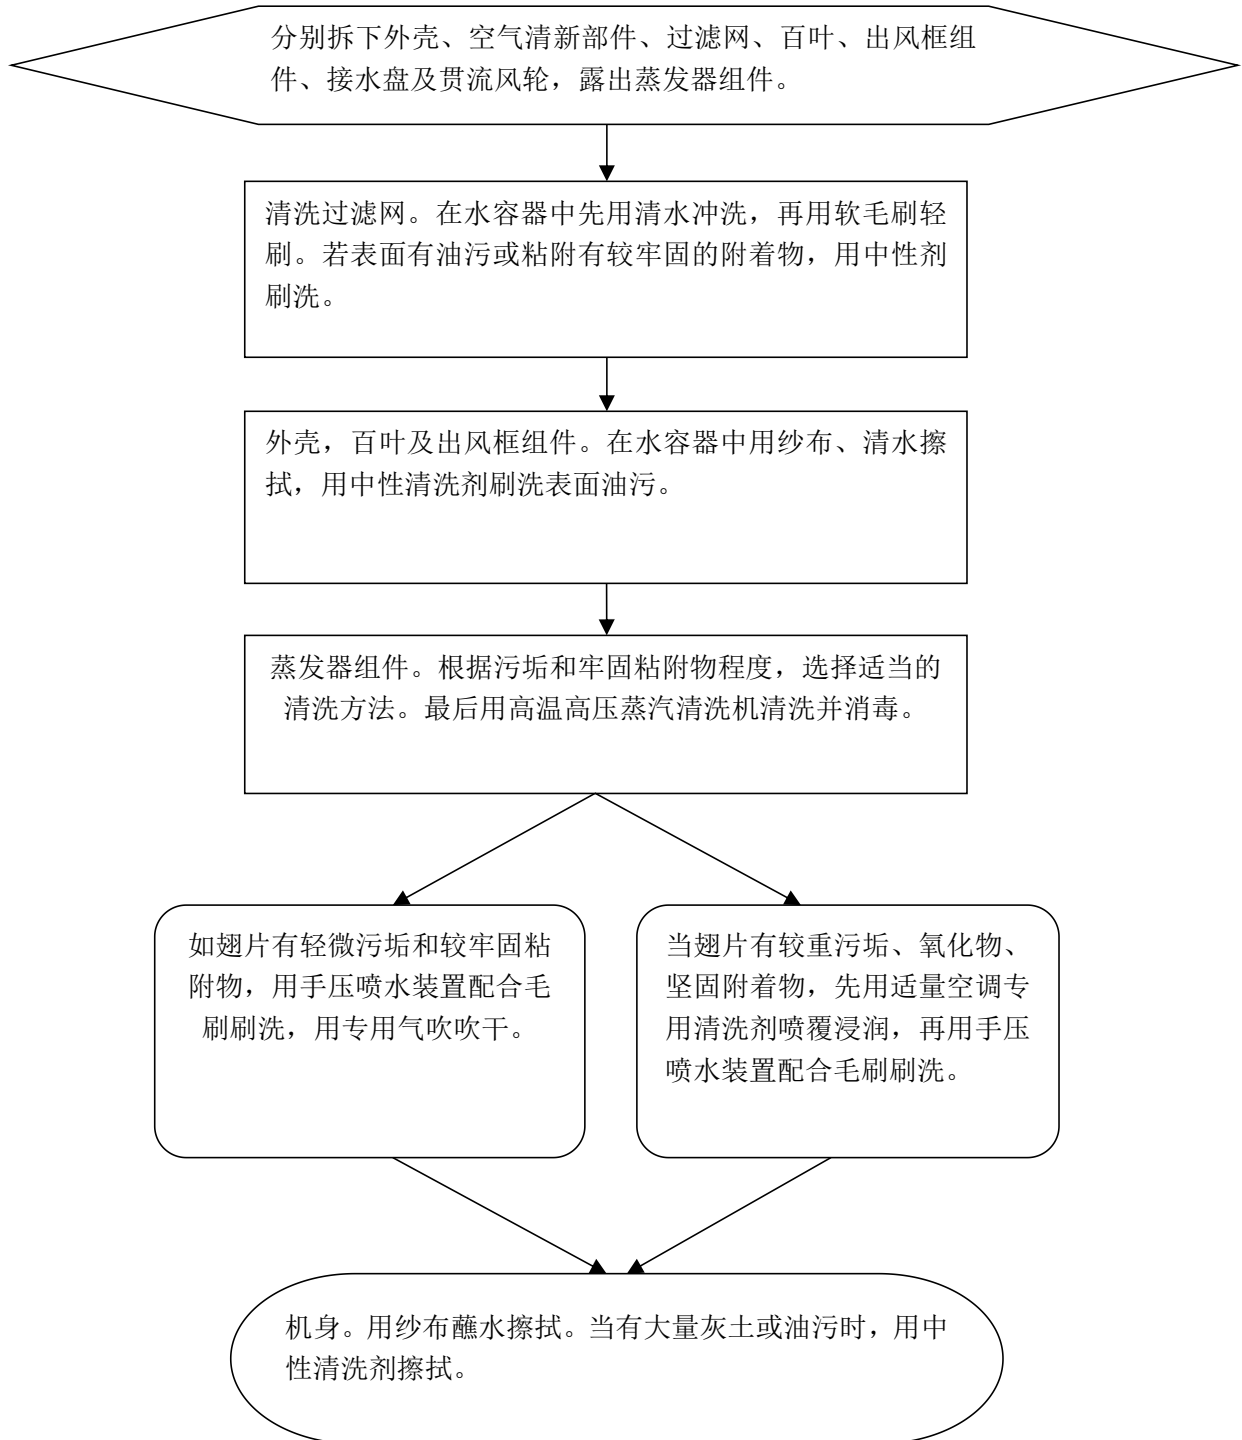 分别拆下外壳、空气清新部件、过滤网、百叶、出风框组
件、接水盘及贯流风轮，露出蒸发器组件。
清洗过滤网。在水容器中先用清水冲洗，再用软毛刷轻
刷。若表面有油污或粘附有较牢固的附着物，用中性剂
刷洗。
外壳，百叶及出风框组件。在水容器中用纱布、清水擦
拭，用中性清洗剂刷洗表面油污。
蒸发器组件。根据污垢和牢固粘附物程度，选择适当的
清洗方法。最后用高温高压蒸汽清洗机清洗并消毒。
如翅片有轻微污垢和较牢固粘
附物，用手压喷水装置配合毛
刷刷洗，用专用气吹吹干。
当翅片有较重污垢、氧化物、
坚固附着物，先用适量空调专
用清洗剂喷覆浸润，再用手压
喷水装置配合毛刷刷洗。
机身。用纱布蘸水擦拭。当有大量灰土或油污时，用中
性清洗剂擦拭。